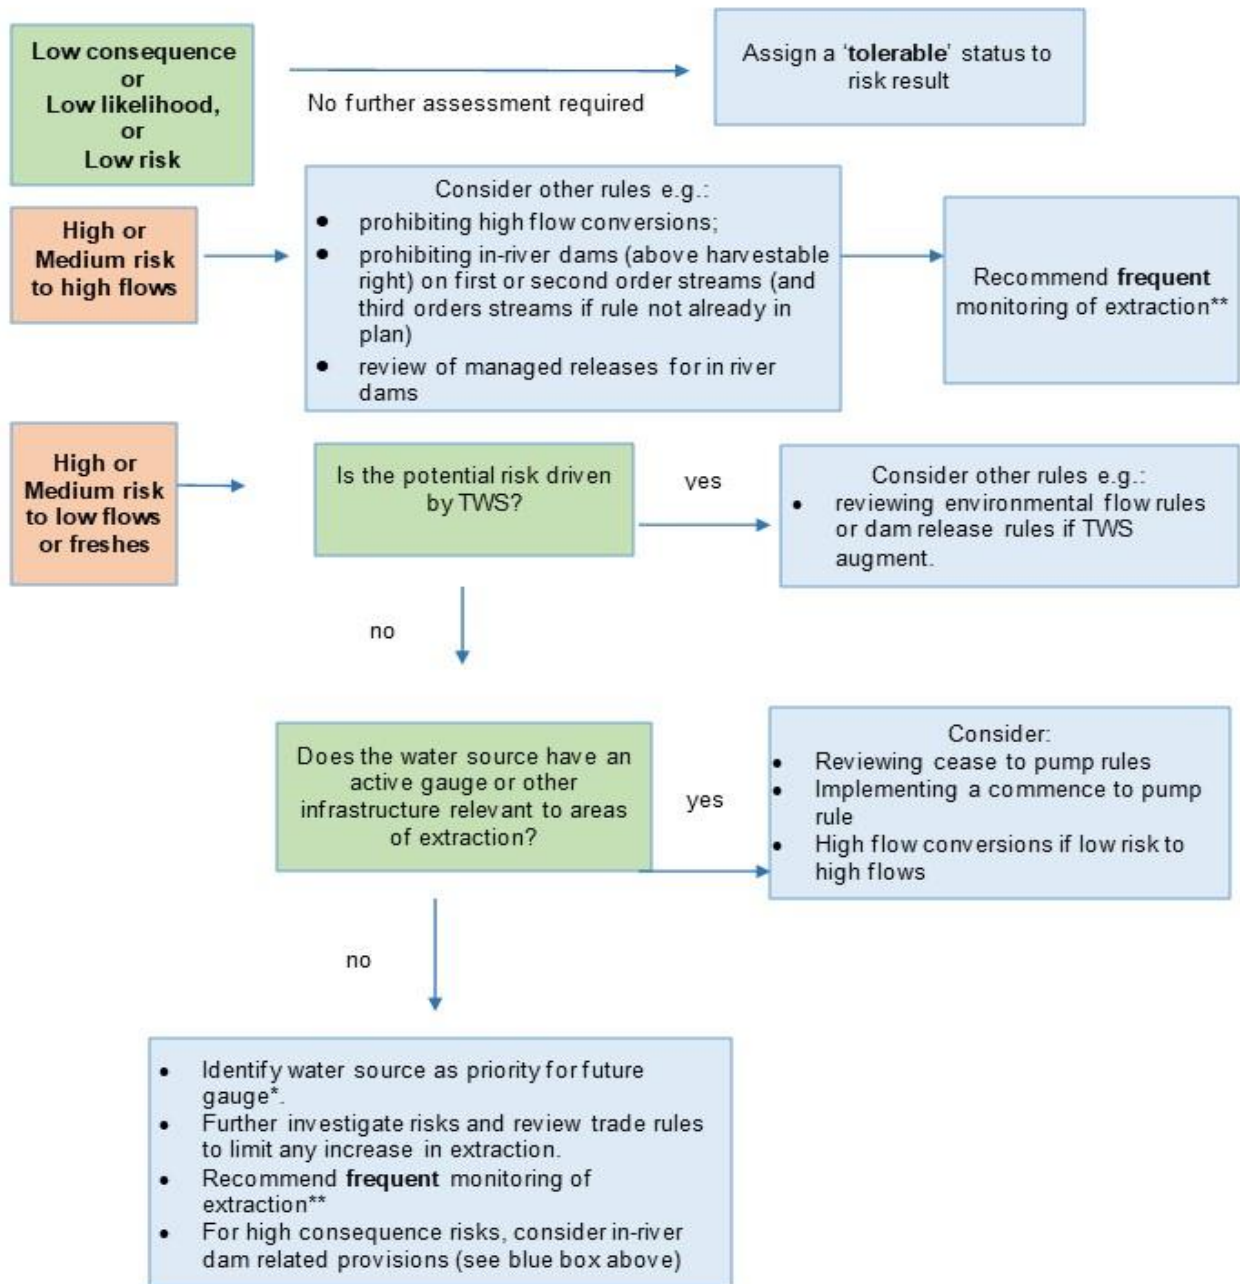 Low consequence
or
Low likelihood,
or
Low risk
No further assessment required
Assign a ‘tolerable’ status to
risk result
High or
Medium risk
to high flows
Consider other rules e.g.:
● prohibiting high flow conversions;
● prohibiting in-river dams (above harvestable
right) on first or second order streams (and
third orders streams if rule not already in
plan)
● review of managed releases for in river
dams
Recommend frequent
monitoring of extraction**
High or
Medium risk
to low flows
or freshes
Is the potential risk driven
by TWS?
yes
Consider other rules e.g.:
• reviewing environmental flow rules
or dam release rules if TWS
augment.
no
Does the water source have an
active gauge or other
infrastructure relevant to areas
of extraction?
yes
Consider:
• Reviewing cease to pump rules
• Implementing a commence to pump
rule
• High flow conversions if low risk to
high flows
no
• Identify water source as priority for future
gauge*.
• Further investigate risks and review trade rules
to limit any increase in extraction.
• Recommend frequent monitoring of
extraction**
• For high consequence risks, consider in-river
dam related provisions (see blue box above)